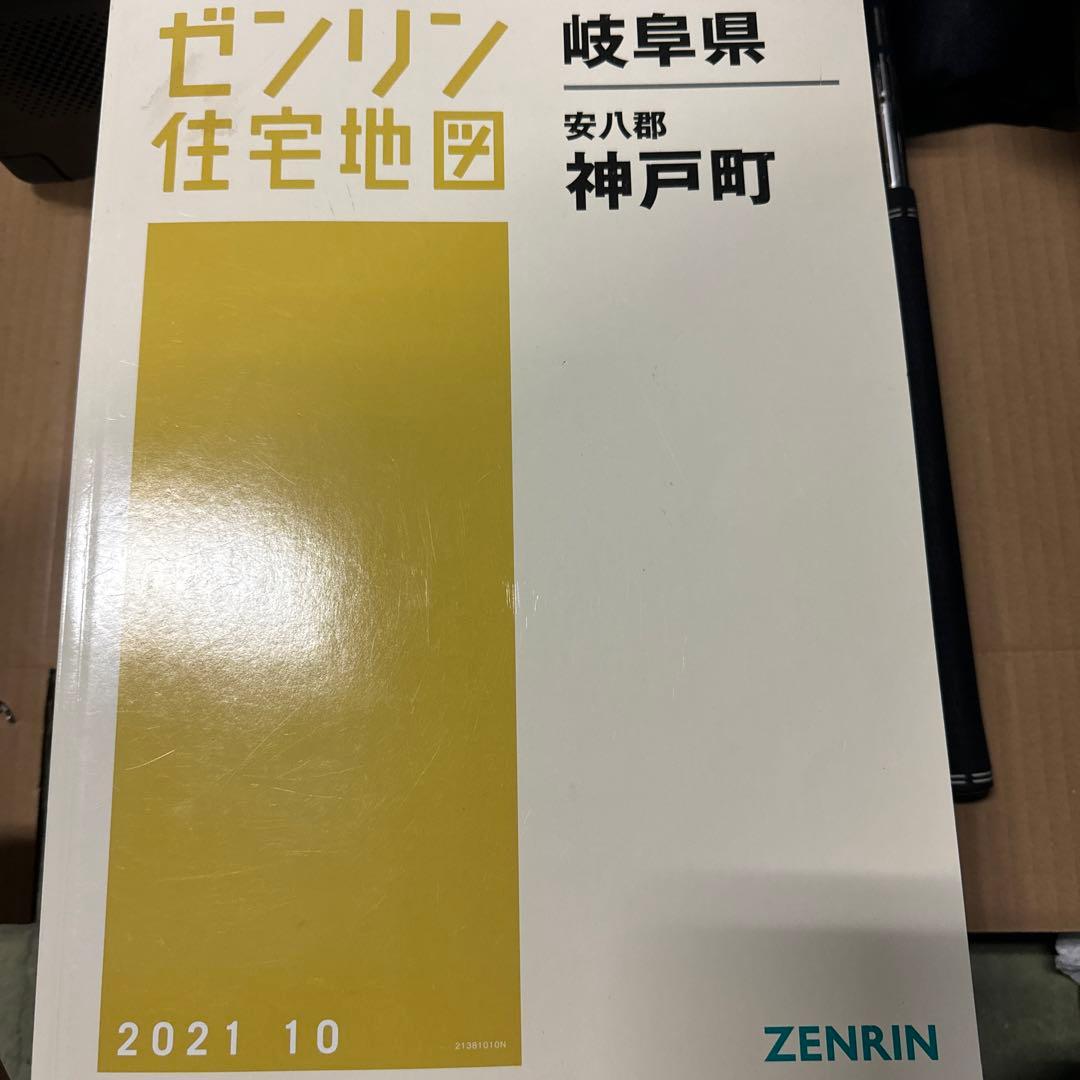 ゼンリン
住宅地図
岐阜県
安八郡
神戸町
2021 10
21381010N
ZENRIN